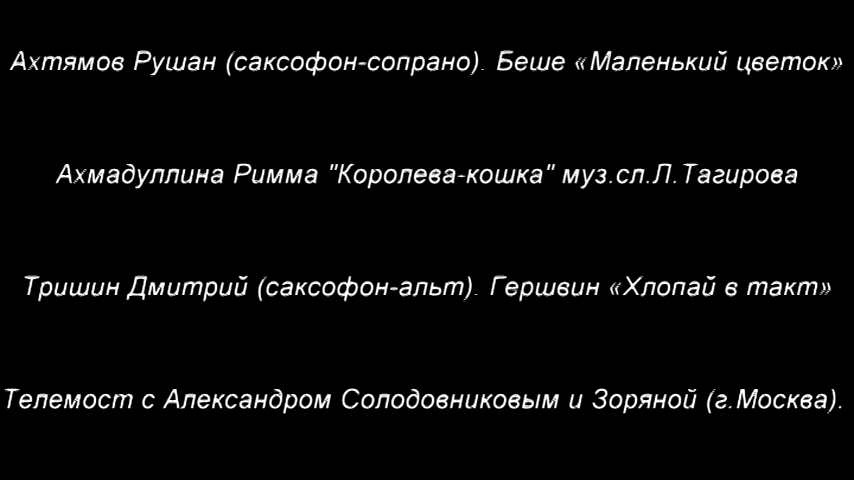 Ахтямов Рушан (саксофон-сопрано). Беше «Маленький цветок»
Ахмадуллина Римма "Королева-кошка" муз.сл.Л.Тагирова
Тришин Дмитрий (саксофон-альт). Гершвин «Хлопай в такт»
Телемост с Александром Солодовниковым и Зоряной (г.Москва).